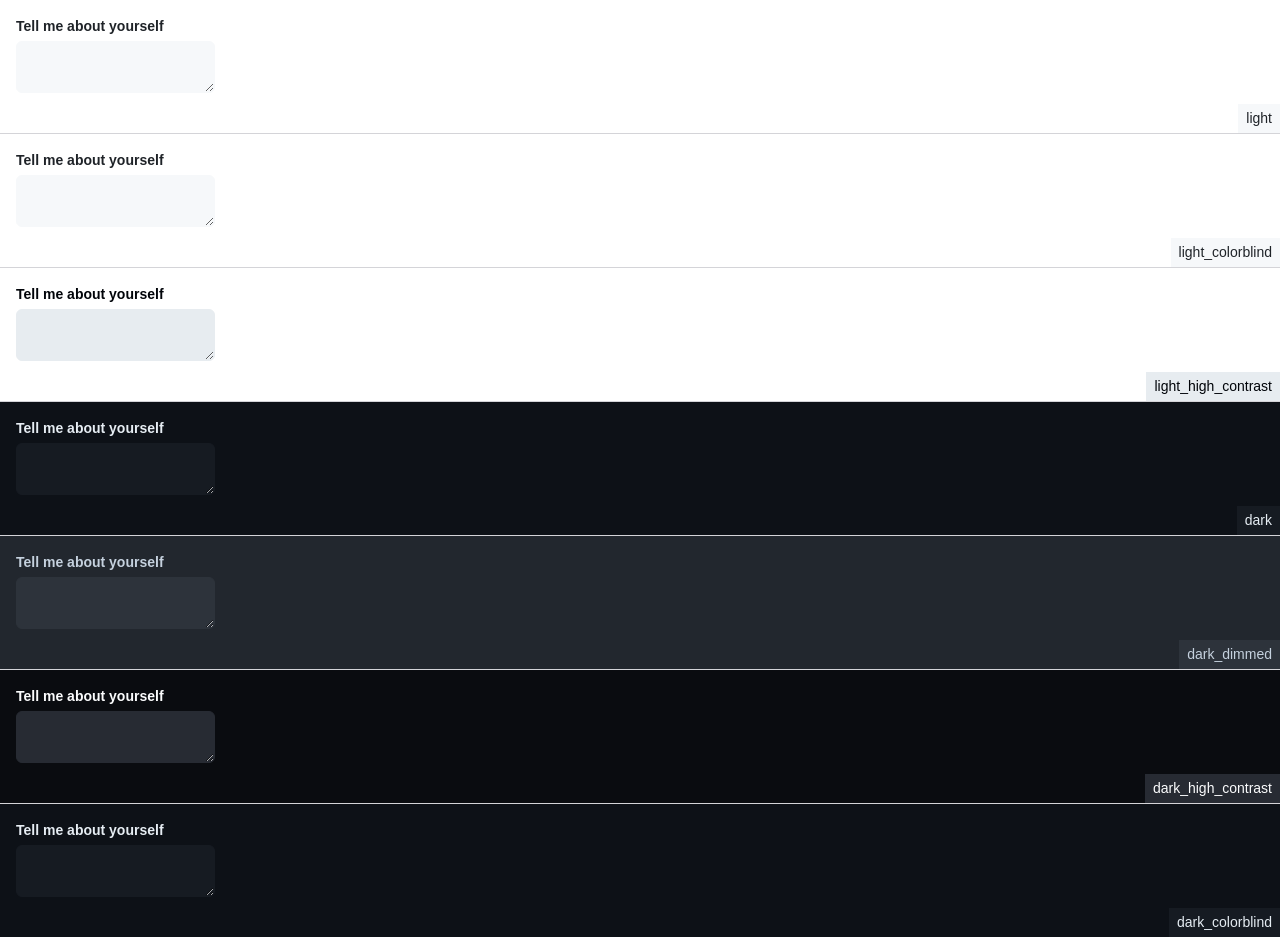 Tell me about yourself
light
Tell me about yourself
light_colorblind
Tell me about yourself
light_high_contrast
Tell me about yourself
dark
Tell me about yourself
dark_dimmed
Tell me about yourself
dark_high_contrast
Tell me about yourself
dark_colorblind